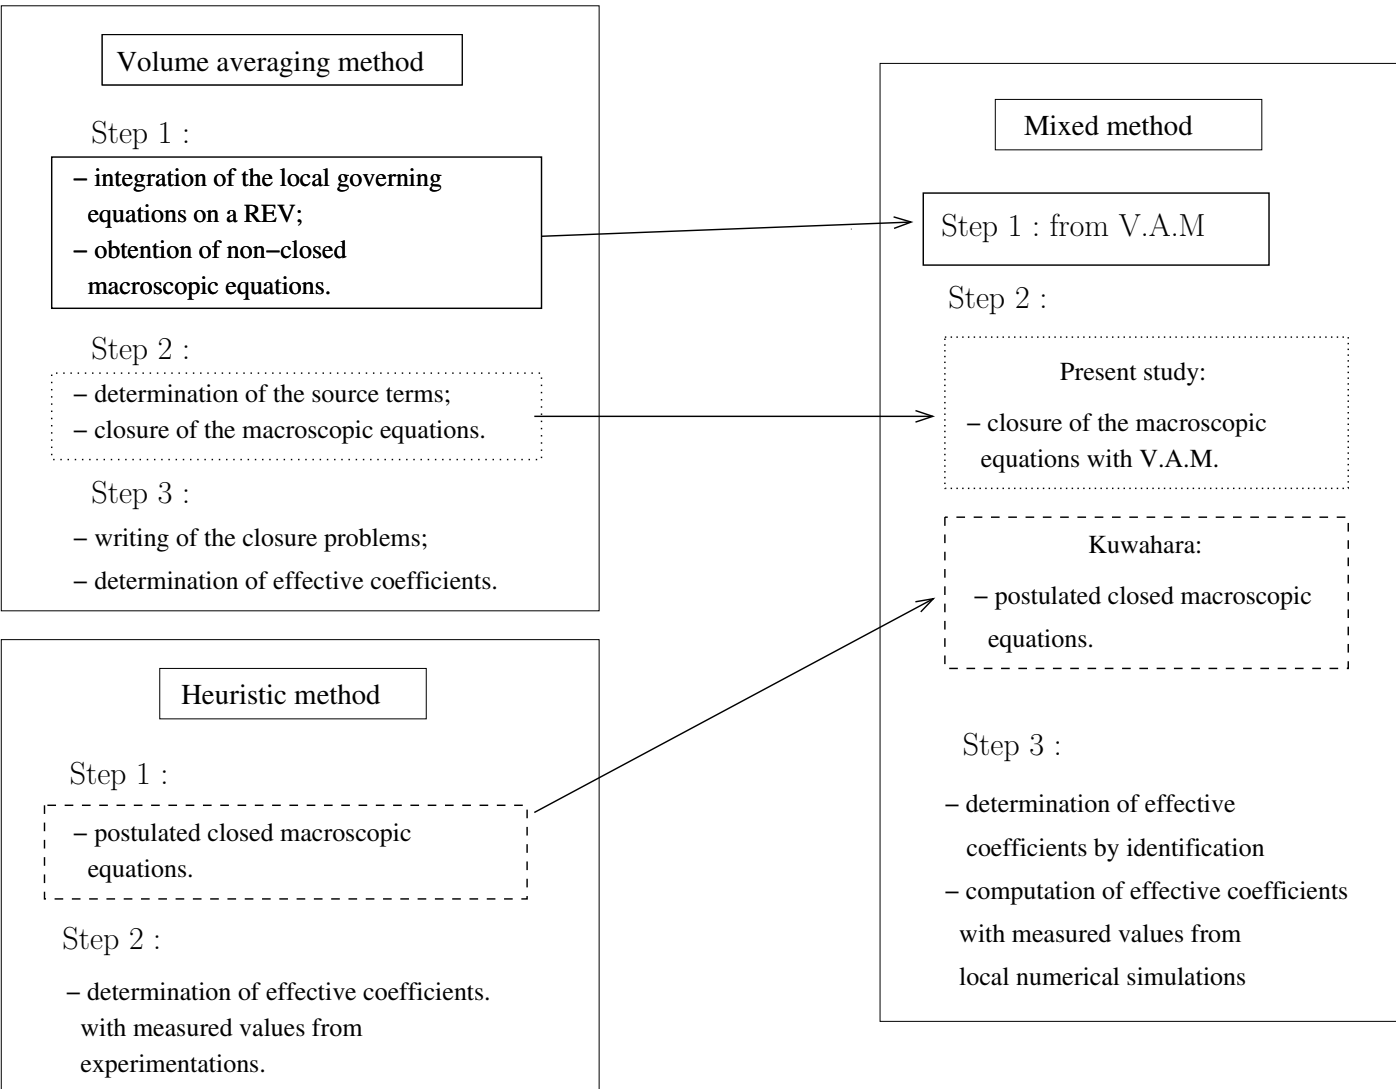 Volume averaging method
Step 1 :
− integration of the local governing
equations on a REV;
− obtention of non−closed
macroscopic equations.
Step 2 :
− determination of the source terms;
− closure of the macroscopic equations.
Step 3 :
− writing of the closure problems;
− determination of effective coefficients.
Heuristic method
Step 1 :
− postulated closed macroscopic
equations.
Step 2 :
− determination of effective coefficients.
with measured values from
experimentations.
Mixed method
Step 1 : from V.A.M
Step 2 :
Present study:
− closure of the macroscopic
equations with V.A.M.
Kuwahara:
− postulated closed macroscopic
equations.
Step 3 :
− determination of effective
coefficients by identification
− computation of effective coefficients
with measured values from
local numerical simulations